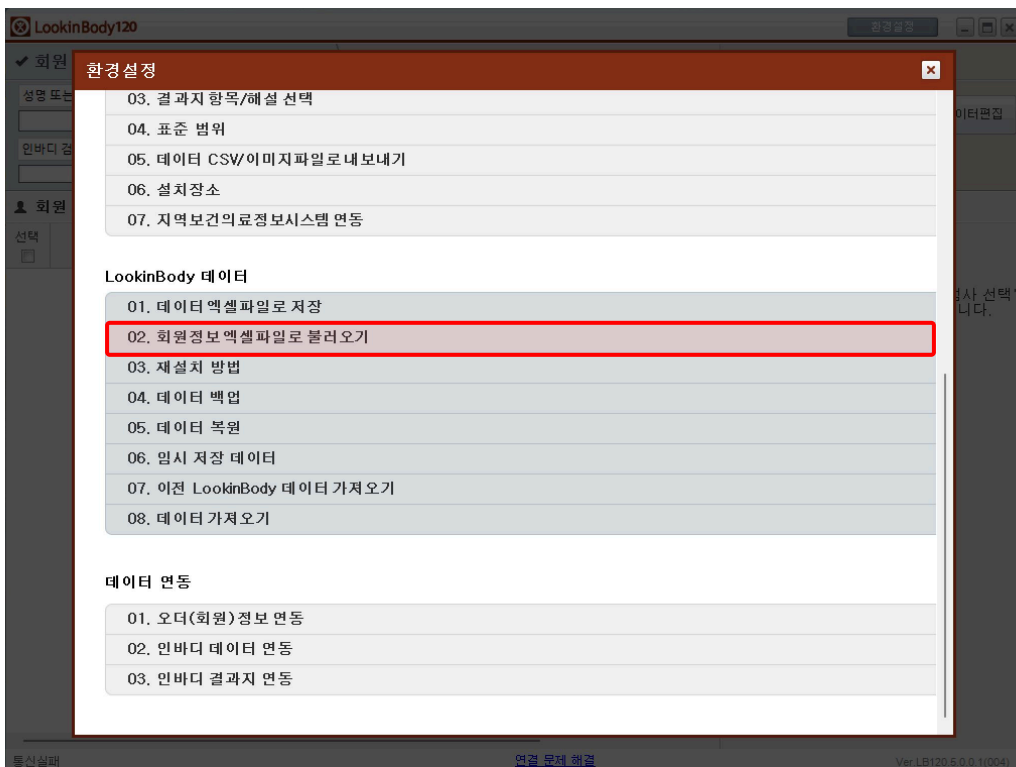 LookinBody120
환경설정
회원
환경설정
성명 또는
이터편집
인바디 검
회원
선택
03. 결과지 항목/해설 선택
04. 표준 범위
05. 데이터 CSV/이미지파일로 내보내기
06. 설치장소
07. 지역보건의료정보시스템 연동
LookinBody 데이터
01. 데이터 엑셀파일로 저장
02. 회원정보 엑셀파일로 불러오기
03. 재설치 방법
04. 데이터 백업
05. 데이터 복원
06. 임시 저장 데이터
07. 이전 LookinBody 데이터 가져오기
08. 데이터 가져오기
선택
니다.
데이터 연동
01. 오더(회원)정보 연동
02. 인바디 데이터 연동
03. 인바디 결과지 연동
통신실패
연결 문제 해결
Ver.LB120.5.0.0.1(004)